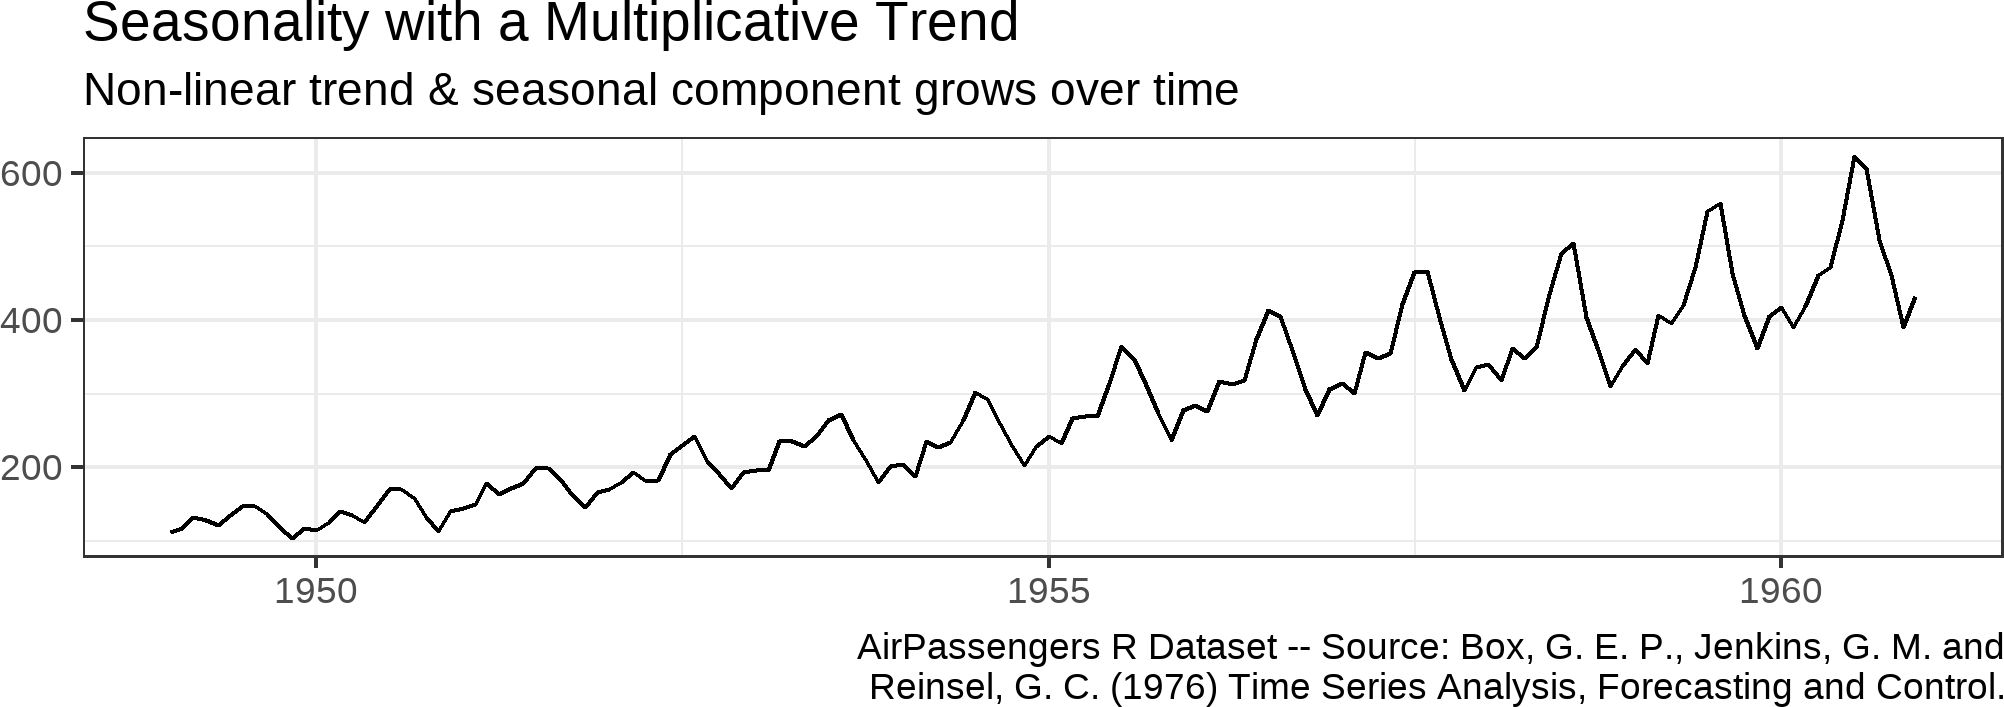 Seasonality with a Multiplicative Trend
Non-linear trend & seasonal component grows over time
600
400
200
1950 1955 1960
AirPassengers R Dataset -- Source: Box, G. E. P., Jenkins, G. M. and
Reinsel, G. C. (1976) Time Series Analysis, Forecasting and Control.